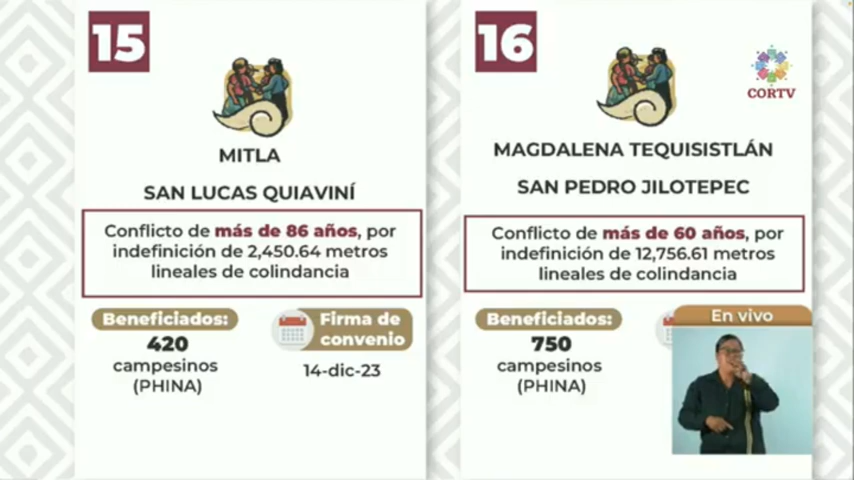 15
MITLA
SAN LUCAS QUIAVINÍ
Conflicto de más de 86 años, por
indefinición de 2,450.64 metros
lineales de colindancia
Beneficiados:
420
campesinos
(PHINA)
Firma de
convenio
14-dic-23
16
CORTV
MAGDALENA TEQUISISTLÁN
SAN PEDRO JILOTEPEC
Conflicto de más de 60 años, por
indefinición de 12,756.61 metros
lineales de colindancia
Beneficiados:
750
campesinos
(PHINA)
En vivo